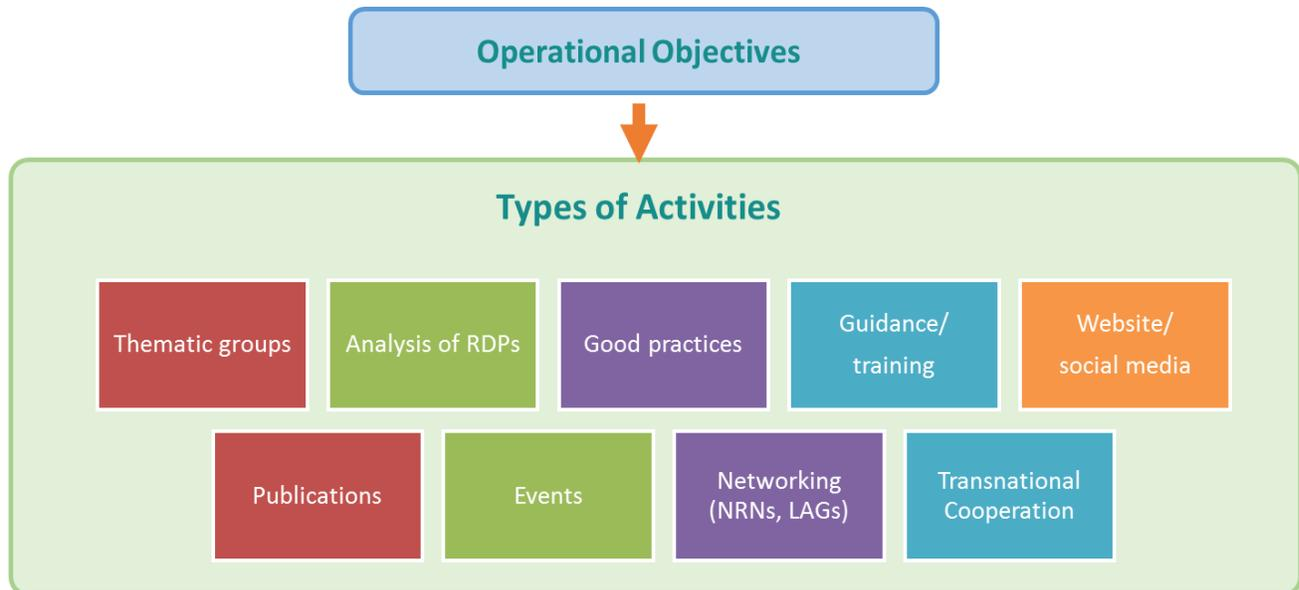 Operational Objectives
Types of Activities
Thematic groups
Analysis of RDPs
Good practices
Guidance/
training
Website/
social media
Publications
Events
Networking
(NRNs, LAGs)
Transnational
Cooperation